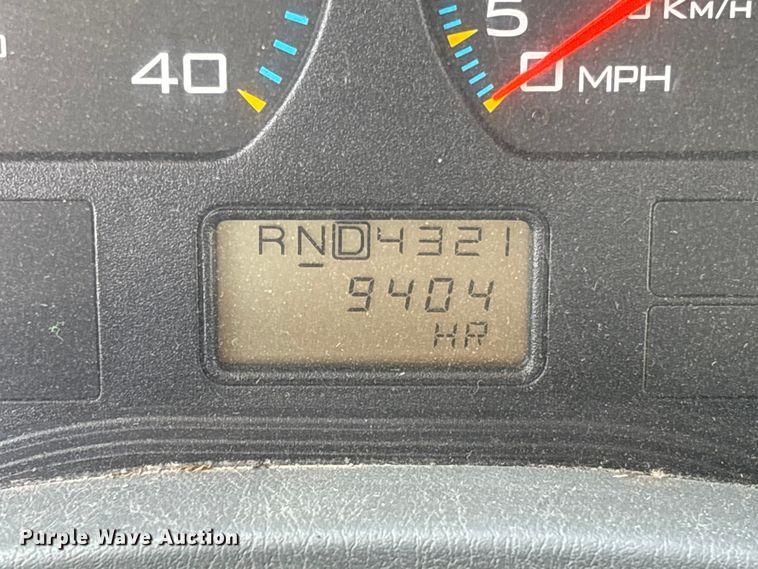 40
5
0 MPH
KM/H
RND4321
9404
HR
Purple Wave Auction